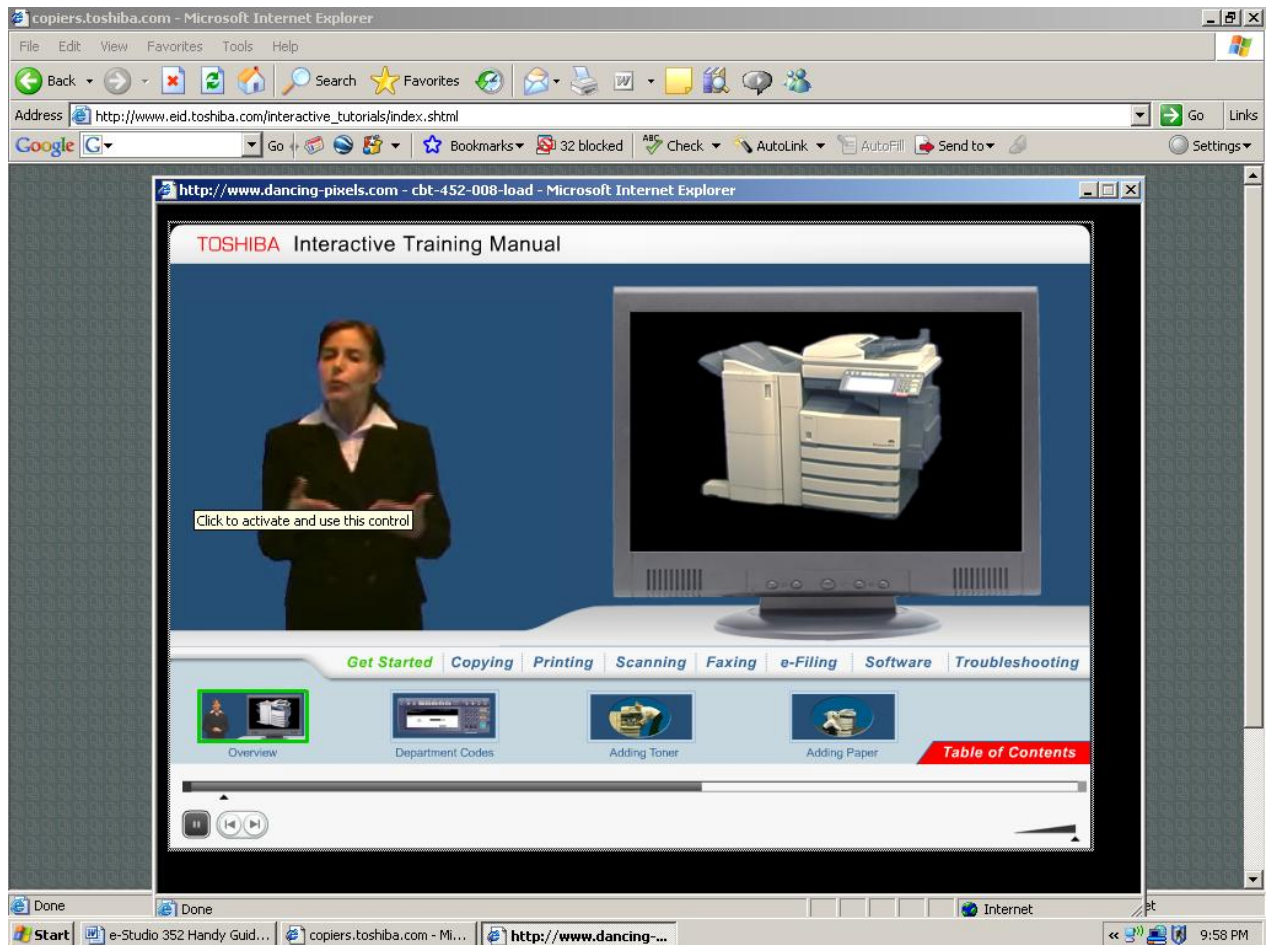 copiers.toshiba.com - Microsoft Internet Explorer
File Edit View Favorites Tools Help
Back Search Favorites
Address http://www.eid.toshiba.com/interactive_tutorials/index.shtml Go Links
Google G Go Bookmarks 32 blocked ABC Check AutoLink AutoFill Send to Settings
http://www.dancing-pixels.com - cbt-452-008-load - Microsoft Internet Explorer
TOSHIBA Interactive Training Manual
Click to activate and use this control
Get Started Copying Printing Scanning Faxing e-Filing Software Troubleshooting
Overview Department Codes Adding Toner Adding Paper Table of Contents
Done Done Internet et
Start e-Studio 352 Handy Guid... copiers.toshiba.com - Mi... http://www.dancing-... « 9:58 PM